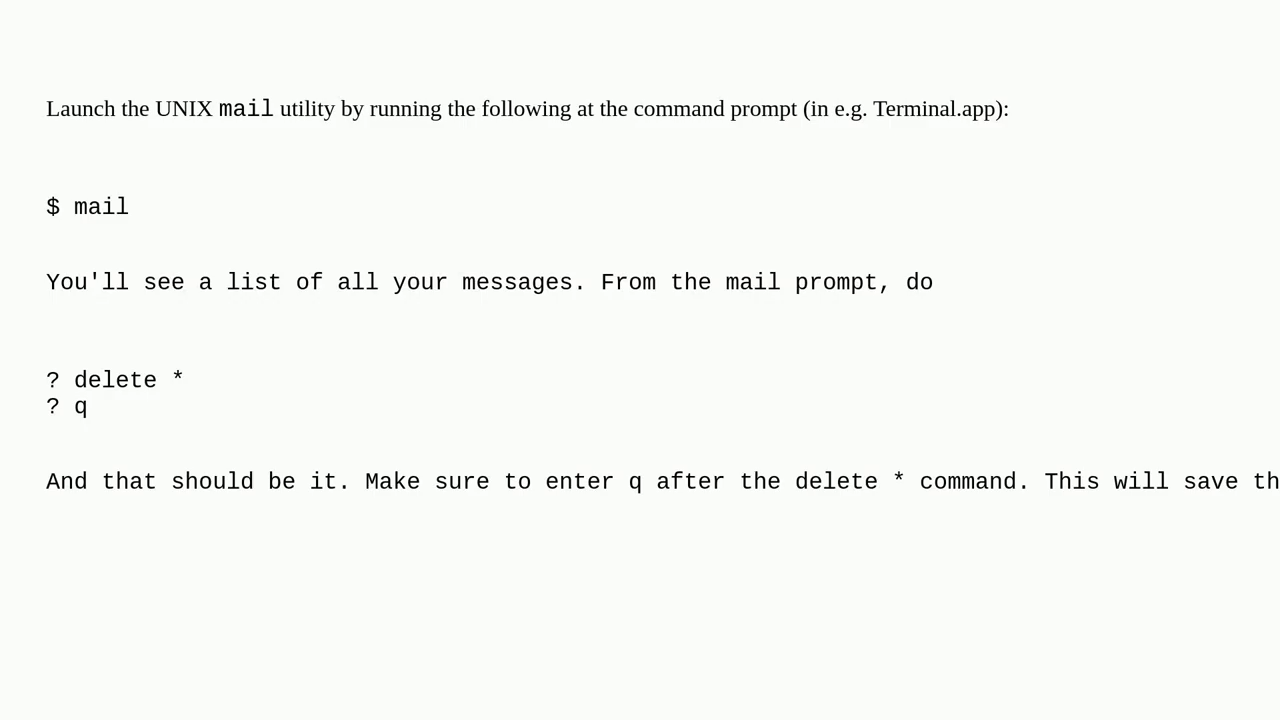 Launch the UNIX mail utility by running the following at the command prompt (in e.g. Terminal.app):
$ mail
You'll see a list of all your messages. From the mail prompt, do
? delete *
? q
And that should be it. Make sure to enter q after the delete * command. This will save